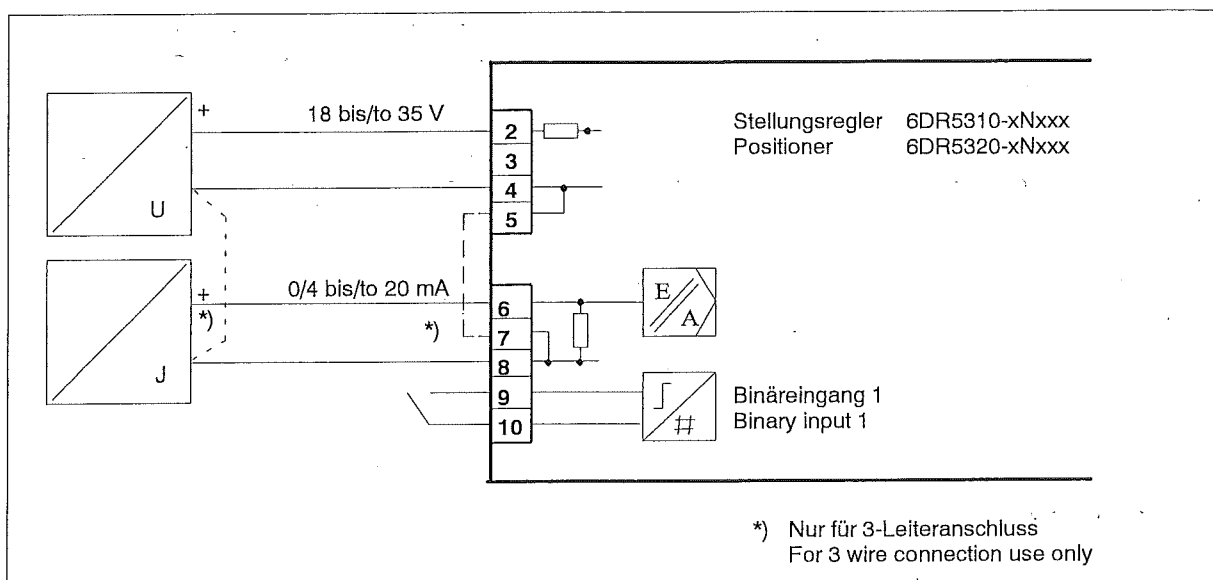 +
18 bis/to 35 V
U
2
3
4
5
Stellungsregler 6DR5310-xNxxx
Positioner 6DR5320-xNxxx
+
*)
0/4 bis/to 20 mA
*)
J
6
7
8
9
10
E
A
#
Binäreingang 1
Binary input 1
*) Nur für 3-Leiteranschluss
For 3 wire connection use only